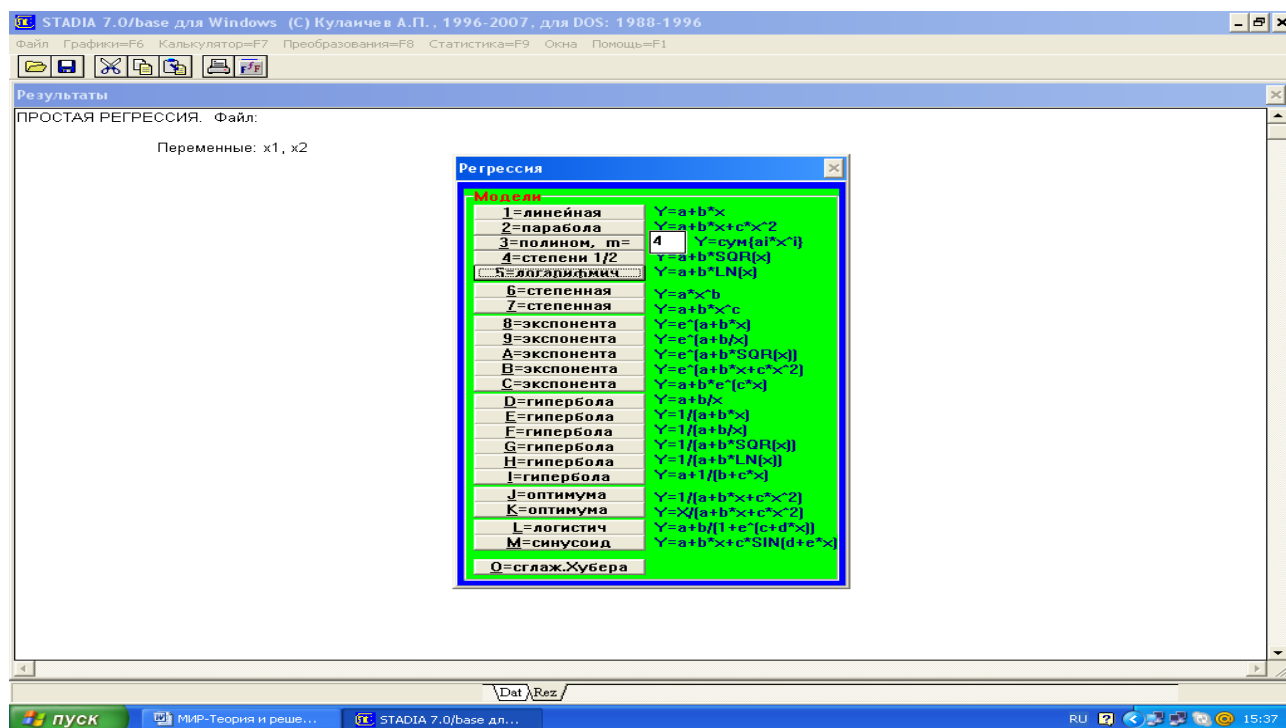 STADIA 7.0/base для Windows (C) Кулаичев А.П., 1996-2007, для DOS: 1988-1996
Файл Графики=F6 Калькулятор=F7 Преобразования=F8 Статистика=F9 Окна Помощь=F1
Результаты
ПРОСТАЯ РЕГРЕССИЯ. Файл:
Переменные: x1, x2
Регрессия
Модели
1=линейная Y=a+b*x
2=парабола Y=a+b*x+c*x^2
3=полином, m= 4 Y=сум{ai*x^i}
4=степени 1/2 Y=a+b*SQR(x)
5=логарифмич Y=a+b*LN(x)
6=степенная Y=a*x^b
7=степенная Y=a+b*x^c
8=экспонента Y=e^(a+b*x)
9=экспонента Y=e^(a+b/x)
A=экспонента Y=e^(a+b*SQR(x))
B=экспонента Y=e^(a+b*x+c*x^2)
C=экспонента Y=a+b*e^(c*x)
D=гипербола Y=a+b/x
E=гипербола Y=1/(a+b*x)
F=гипербола Y=1/(a+b/x)
G=гипербола Y=1/(a+b*SQR(x))
H=гипербола Y=1/(a+b*LN(x))
I=гипербола Y=a+1/(b+c*x)
J=оптимума Y=1/(a+b*x+c*x^2)
K=оптимума Y=X/(a+b*x+c*x^2)
L=логистич Y=a+b/(1+e^(c+d*x))
M=синусоид Y=a+b*x+c*SIN(d+e*x)
O=сглаж.Хубера
Dat Rez
пуск МИР-Теория и реше... STADIA 7.0/base дл... RU 15:37